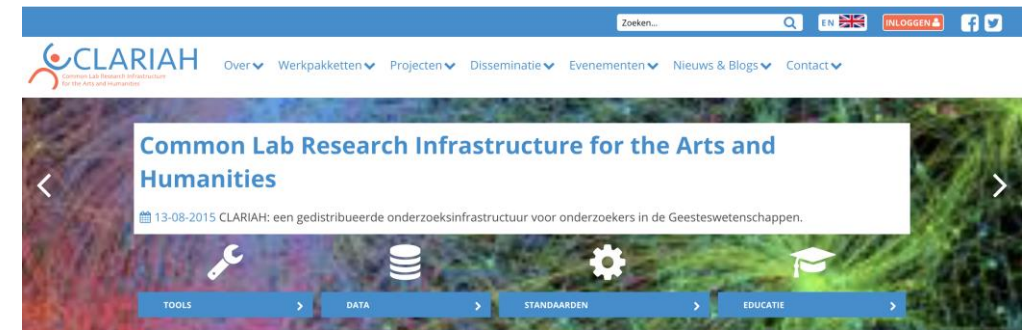 Zoeken...
EN
INLOGGEN
CLARIAH
Common Lab Research Infrastructure
for the Arts and Humanities
Over Werkpakketten Projecten Disseminatie Evenementen Nieuws & Blogs Contact
Common Lab Research Infrastructure for the Arts and
Humanities
13-08-2015 CLARIAH: een gedistribueerde onderzoeksinfrastructuur voor onderzoekers in de Geesteswetenschappen.
TOOLS
DATA
STANDAARDEN
EDUCATIE